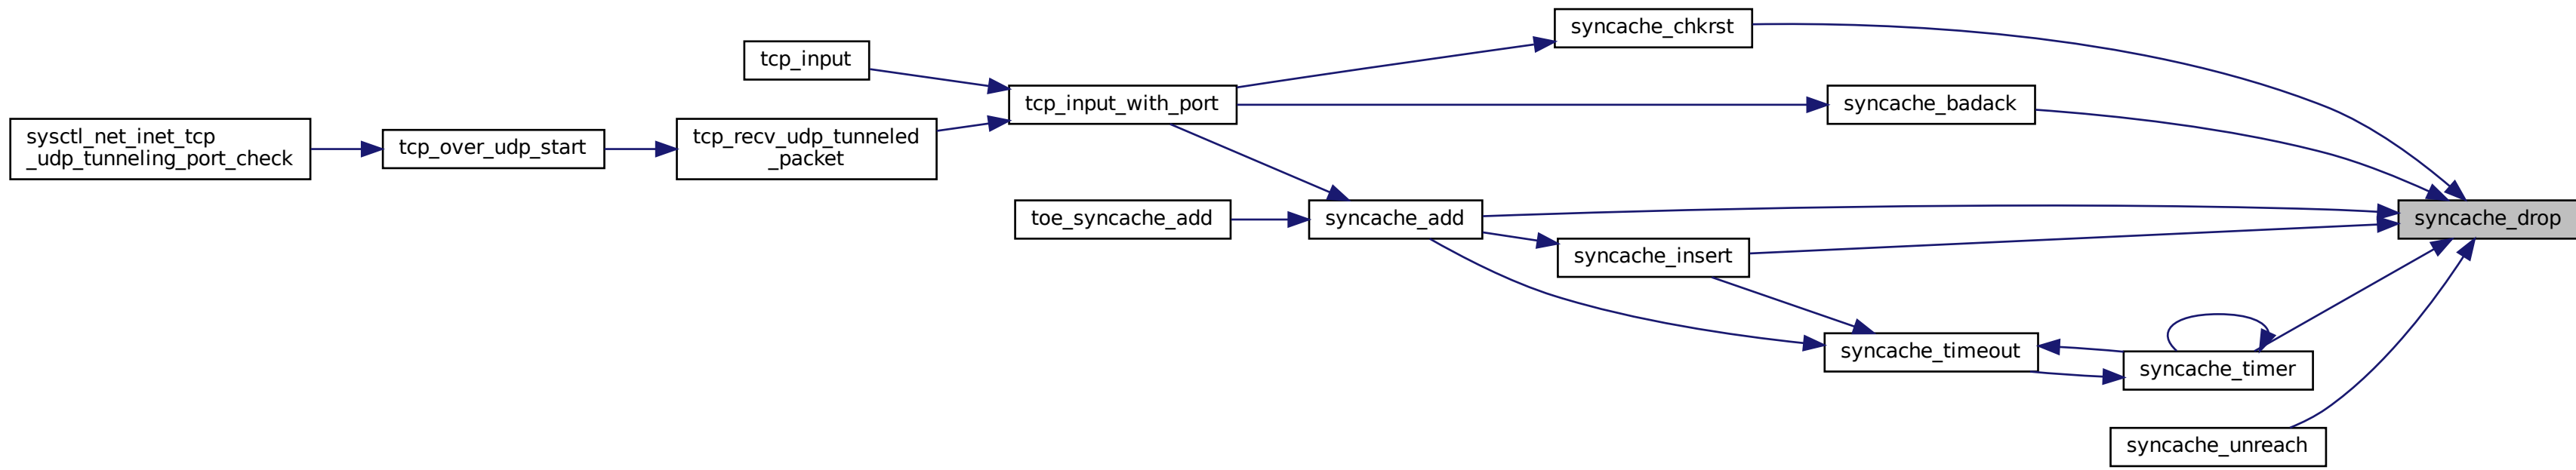 syncache_chkrst
tcp_input
tcp_input_with_port
syncache_badack
sysctl_net_inet_tcp
_udp_tunneling_port_check
tcp_over_udp_start
tcp_recv_udp_tunneled
_packet
toe_syncache_add
syncache_add
syncache_drop
syncache_insert
syncache_timeout
syncache_timer
syncache_unreach